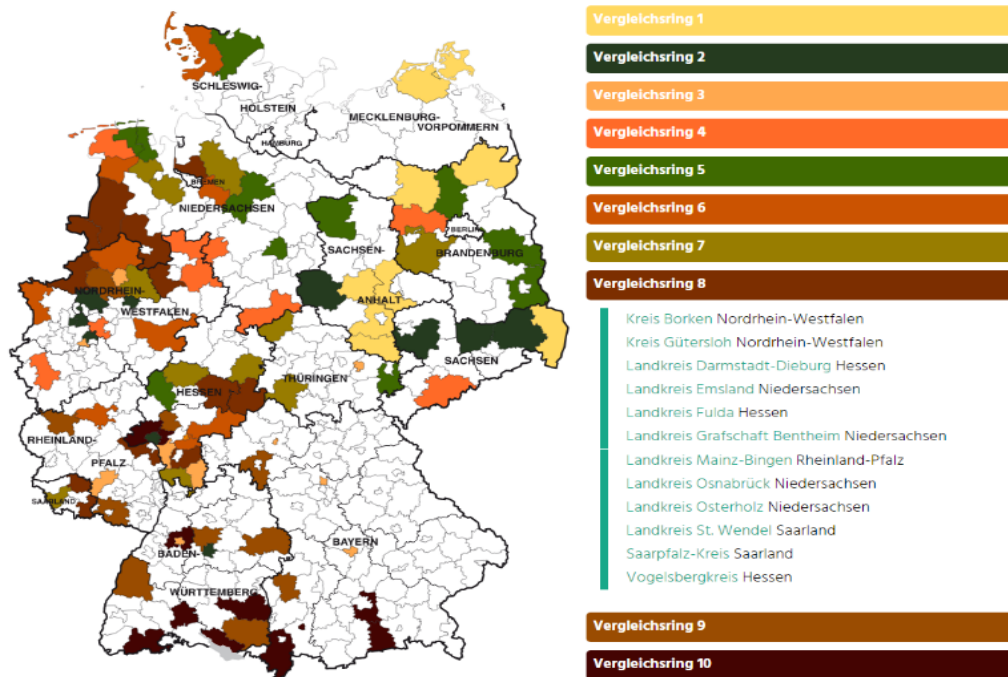 SCHLESWIG-
HOLSTEIN
MECKLENBURG-
VORPOMMERN
HAMBURG
BREMEN
NIEDERSACHSEN
BERLIN
BRANDENBURG
SACHSEN-
ANHALT
NORDRHEIN-
WESTFALEN
SACHSEN
THÜRINGEN
HESSEN
RHEINLAND-
PFALZ
SAARLAND
BAYERN
BADEN-
WÜRTTEMBERG
Vergleichsring 1
Vergleichsring 2
Vergleichsring 3
Vergleichsring 4
Vergleichsring 5
Vergleichsring 6
Vergleichsring 7
Vergleichsring 8
Kreis Borken Nordrhein-Westfalen
Kreis Gütersloh Nordrhein-Westfalen
Landkreis Darmstadt-Dieburg Hessen
Landkreis Emsland Niedersachsen
Landkreis Fulda Hessen
Landkreis Grafschaft Bentheim Niedersachsen
Landkreis Mainz-Bingen Rheinland-Pfalz
Landkreis Osnabrück Niedersachsen
Landkreis Osterholz Niedersachsen
Landkreis St. Wendel Saarland
Saarpfalz-Kreis Saarland
Vogelsbergkreis Hessen
Vergleichsring 9
Vergleichsring 10